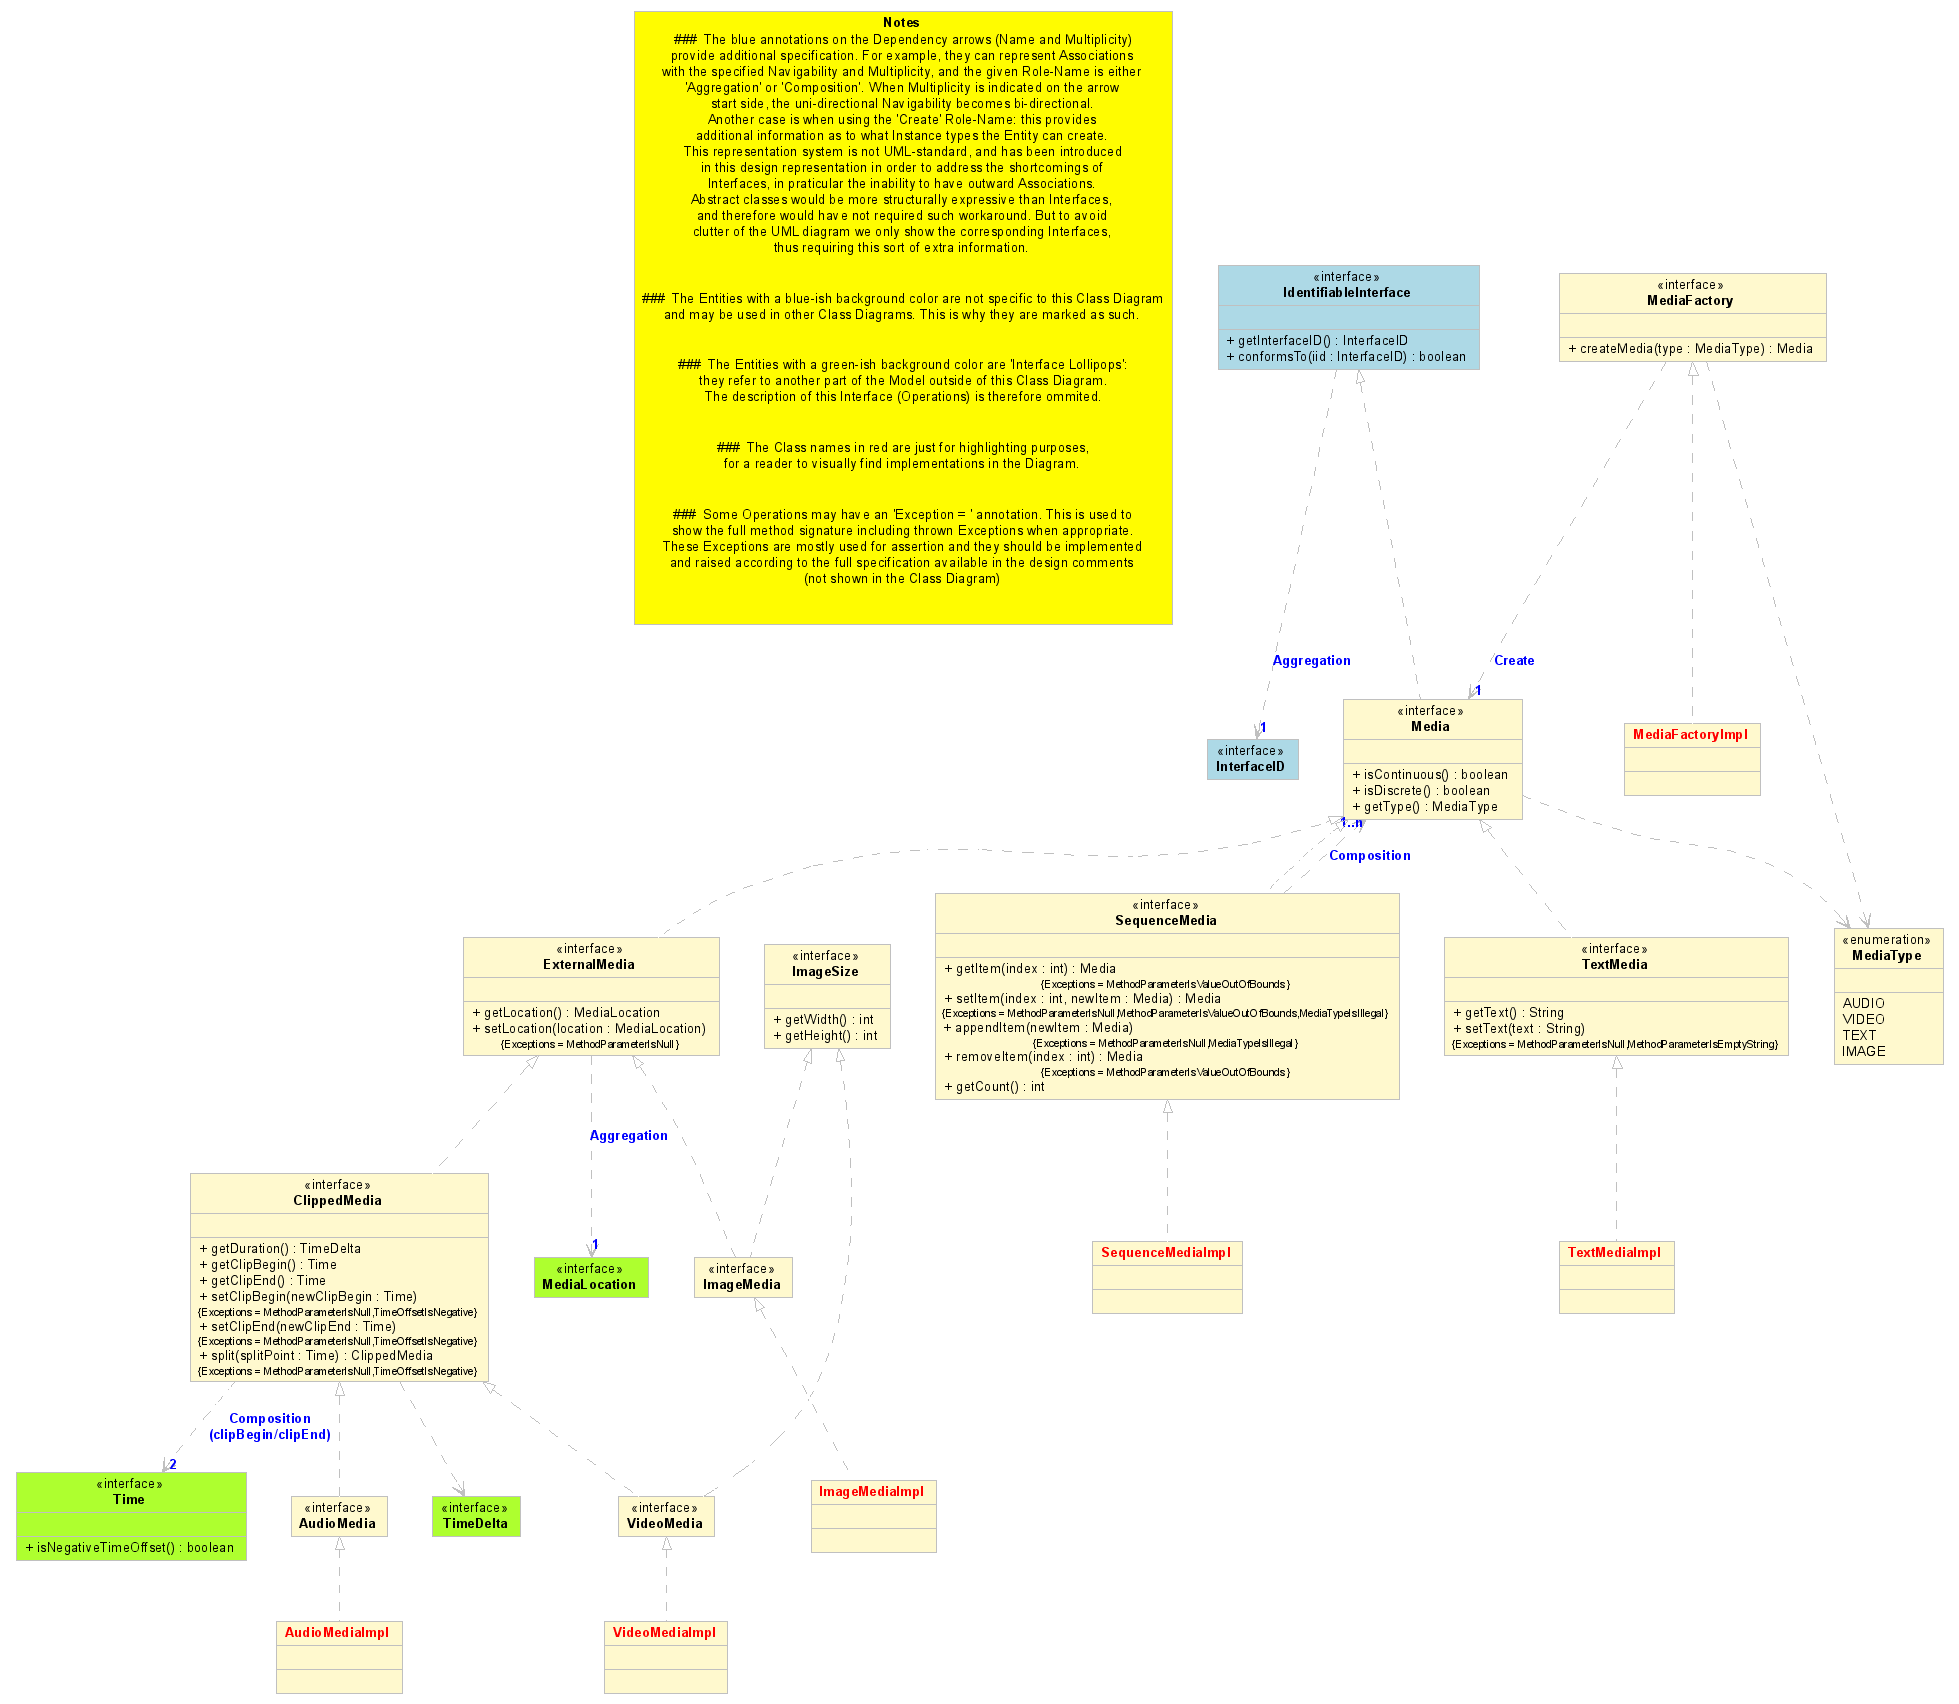 Notes
### The blue annotations on the Dependency arrows (Name and Multiplicity)
provide additional specification. For example, they can represent Associations
with the specified Navigability and Multiplicity, and the given Role-Name is either
'Aggregation' or 'Composition'. When Multiplicity is indicated on the arrow
start side, the uni-directional Navigability becomes bi-directional.
Another case is when using the 'Create' Role-Name: this provides
additional information as to what Instance types the Entity can create.
This representation system is not UML-standard, and has been introduced
in this design representation in order to address the shortcomings of
Interfaces, in praticular the inability to have outward Associations.
Abstract classes would be more structurally expressive than Interfaces,
and therefore would have not required such workaround. But to avoid
clutter of the UML diagram we only show the corresponding Interfaces,
thus requiring this sort of extra information.
### The Entities with a blue-ish background color are not specific to this Class Diagram
and may be used in other Class Diagrams. This is why they are marked as such.
### The Entities with a green-ish background color are 'Interface Lollipops':
they refer to another part of the Model outside of this Class Diagram.
The description of this Interface (Operations) is therefore ommited.
### The Class names in red are just for highlighting purposes,
for a reader to visually find implementations in the Diagram.
### Some Operations may have an 'Exception = ' annotation. This is used to
show the full method signature including thrown Exceptions when appropriate.
These Exceptions are mostly used for assertion and they should be implemented
and raised according to the full specification available in the design comments
(not shown in the Class Diagram)
«interface»
IdentifiableInterface
+ getInterfaceID() : InterfaceID
+ conformsTo(iid : InterfaceID) : boolean
«interface»
MediaFactory
+ createMedia(type : MediaType) : Media
Aggregation
1
Create
1
«interface»
InterfaceID
«interface»
Media
+ isContinuous() : boolean
+ isDiscrete() : boolean
+ getType() : MediaType
MediaFactoryImpl
1..n
Composition
«interface»
ExternalMedia
+ getLocation() : MediaLocation
+ setLocation(location : MediaLocation)
{Exceptions = MethodParameterIsNull}
«interface»
ImageSize
+ getWidth() : int
+ getHeight() : int
«interface»
SequenceMedia
+ getItem(index : int) : Media
{Exceptions = MethodParameterIsValueOutOfBounds}
+ setItem(index : int, newItem : Media) : Media
{Exceptions = MethodParameterIsNull,MethodParameterIsValueOutOfBounds,MediaTypeIsIllegal}
+ appendItem(newItem : Media)
{Exceptions = MethodParameterIsNull,MediaTypeIsIllegal}
+ removeItem(index : int) : Media
{Exceptions = MethodParameterIsValueOutOfBounds}
+ getCount() : int
«interface»
TextMedia
+ getText() : String
+ setText(text : String)
{Exceptions = MethodParameterIsNull,MethodParameterIsEmptyString}
«enumeration»
MediaType
AUDIO
VIDEO
TEXT
IMAGE
Aggregation
1
«interface»
ClippedMedia
+ getDuration() : TimeDelta
+ getClipBegin() : Time
+ getClipEnd() : Time
+ setClipBegin(newClipBegin : Time)
{Exceptions = MethodParameterIsNull,TimeOffsetIsNegative}
+ setClipEnd(newClipEnd : Time)
{Exceptions = MethodParameterIsNull,TimeOffsetIsNegative}
+ split(splitPoint : Time) : ClippedMedia
{Exceptions = MethodParameterIsNull,TimeOffsetIsNegative}
«interface»
MediaLocation
«interface»
ImageMedia
SequenceMediaImpl
TextMediaImpl
Composition
(clipBegin/clipEnd)
2
«interface»
Time
+ isNegativeTimeOffset() : boolean
«interface»
AudioMedia
«interface»
TimeDelta
«interface»
VideoMedia
ImageMediaImpl
AudioMediaImpl
VideoMediaImpl